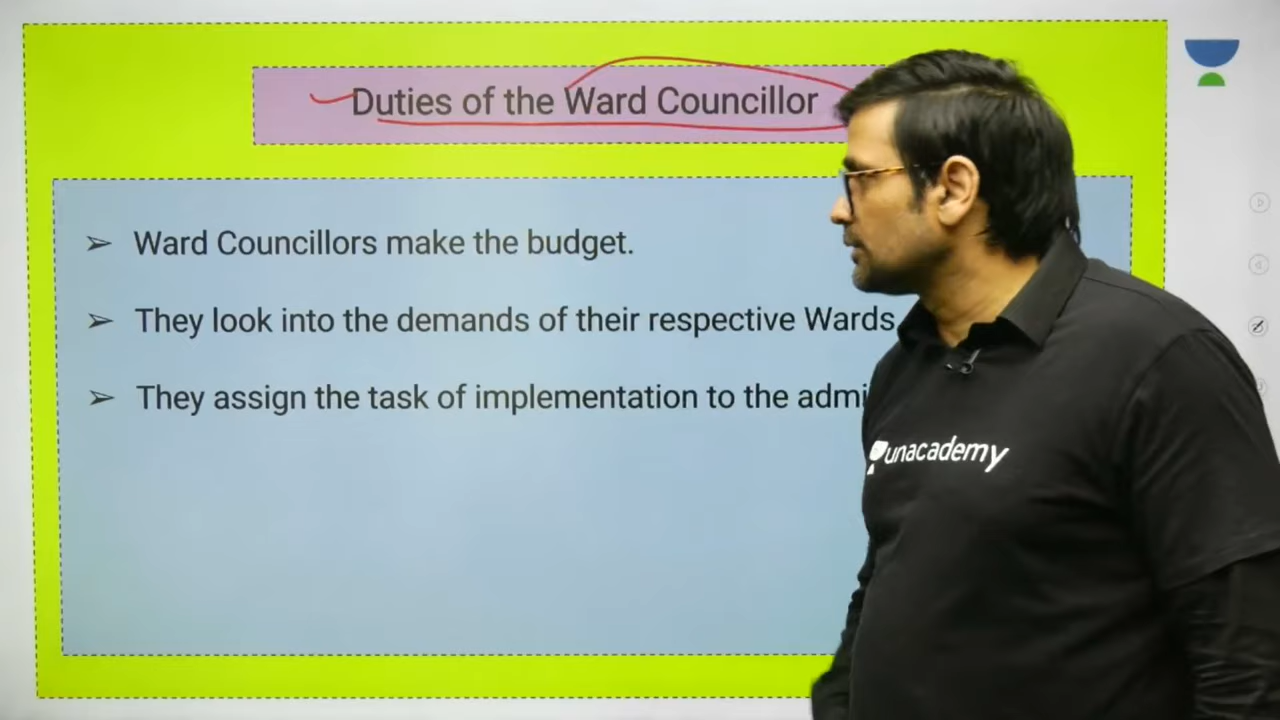 Duties of the Ward Councillor
➢ Ward Councillors make the budget.
➢ They look into the demands of their respective Wards
➢ They assign the task of implementation to the admi
unacademy